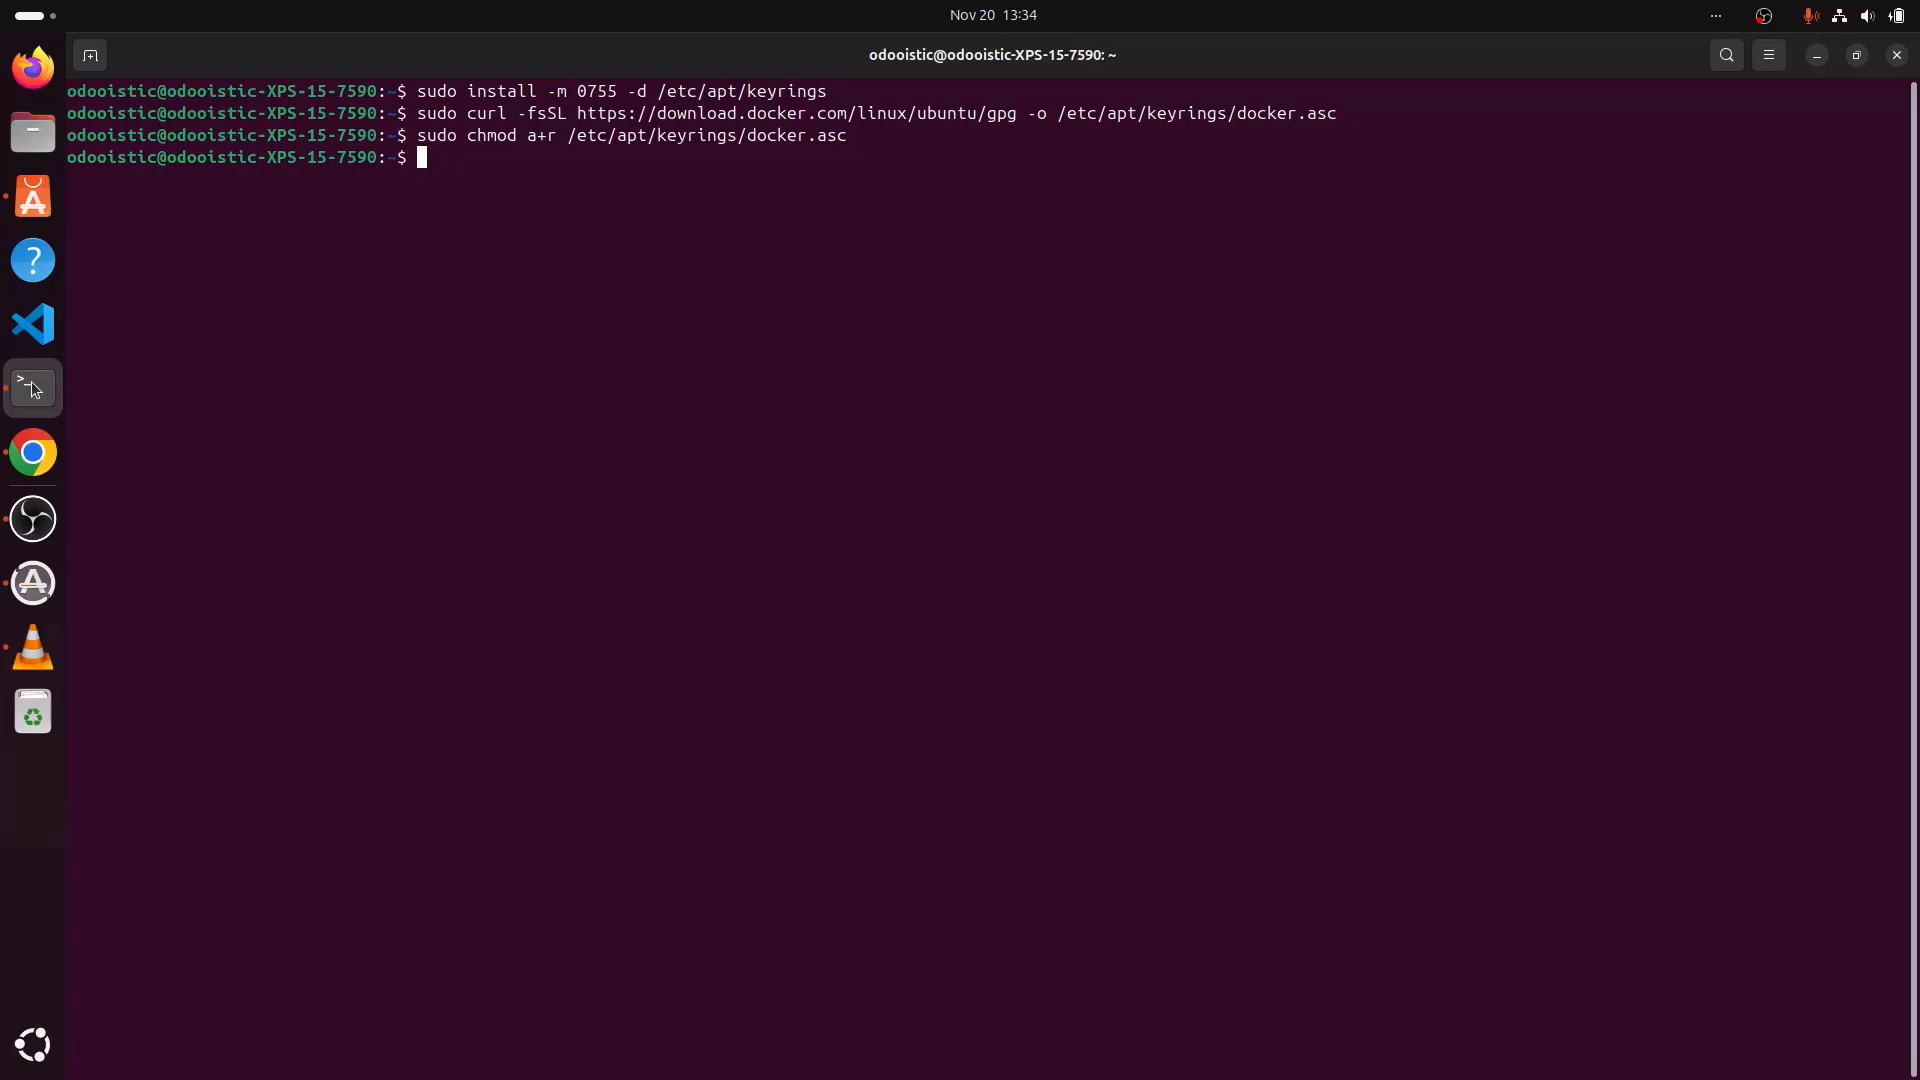 Nov 20 13:34
odooistic@odooistic-XPS-15-7590: ~
odooistic@odooistic-XPS-15-7590:~$ sudo install -m 0755 -d /etc/apt/keyrings
odooistic@odooistic-XPS-15-7590:~$ sudo curl -fsSL https://download.docker.com/linux/ubuntu/gpg -o /etc/apt/keyrings/docker.asc
odooistic@odooistic-XPS-15-7590:~$ sudo chmod a+r /etc/apt/keyrings/docker.asc
odooistic@odooistic-XPS-15-7590:~$